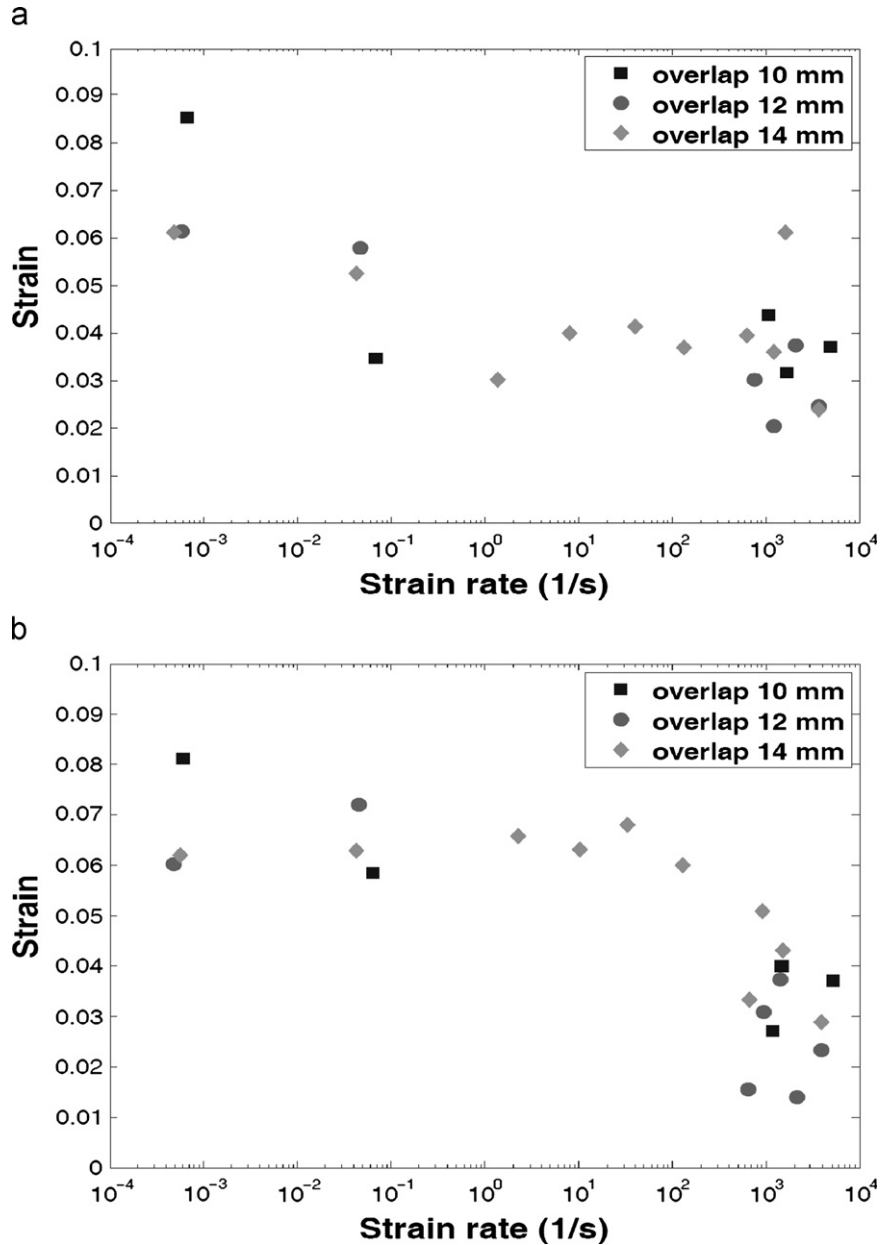 a
0.1
overlap 10 mm
0.09
overlap 12 mm
0.08
overlap 14 mm
0.07
0.06
Strain
0.05
0.04
0.03
0.02
0.01
0
10⁻⁴ 10⁻³ 10⁻² 10⁻¹ 10⁰ 10¹ 10² 10³ 10⁴
Strain rate (1/s)
b
0.1
overlap 10 mm
0.09
overlap 12 mm
0.08
overlap 14 mm
0.07
0.06
Strain
0.05
0.04
0.03
0.02
0.01
0
10⁻⁴ 10⁻³ 10⁻² 10⁻¹ 10⁰ 10¹ 10² 10³ 10⁴
Strain rate (1/s)